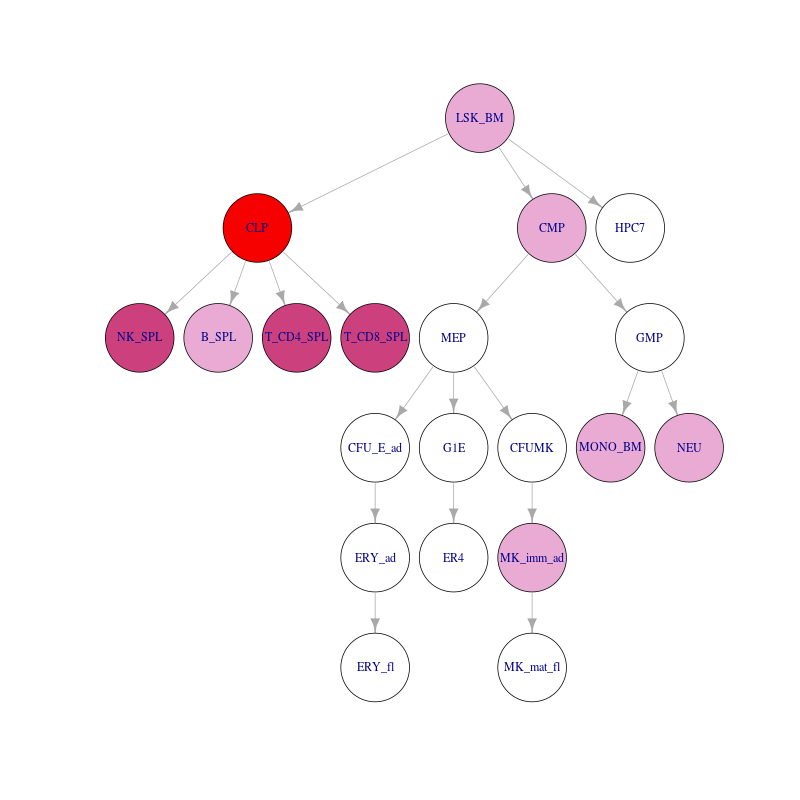 LSK_BM
CLP
CMP
HPC7
NK_SPL
B_SPL
T_CD4_SPL
T_CD8_SPL
MEP
GMP
CFU_E_ad
G1E
CFUMK
MONO_BM
NEU
ERY_ad
ER4
MK_imm_ad
ERY_fl
MK_mat_fl